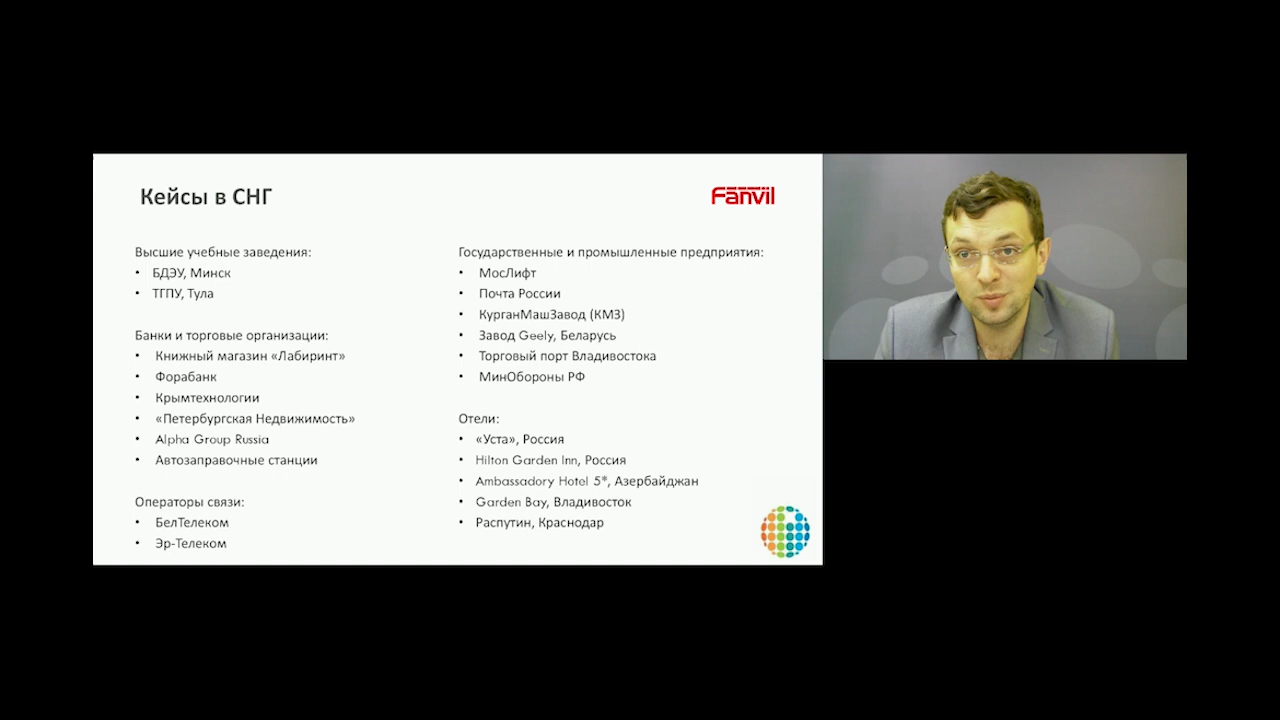 Кейсы в СНГ
Fanvil
Высшие учебные заведения:
• БДЭУ, Минск
• ТГПУ, Тула
Банки и торговые организации:
• Книжный магазин «Лабиринт»
• Форабанк
• Крымтехнологии
• «Петербургская Недвижимость»
• Alpha Group Russia
• Автозаправочные станции
Операторы связи:
• БелТелеком
• Эр-Телеком
Государственные и промышленные предприятия:
• МосЛифт
• Почта России
• КурганМашЗавод (КМЗ)
• Завод Geely, Беларусь
• Торговый порт Владивостока
• МинОбороны РФ
Отели:
• «Уста», Россия
• Hilton Garden Inn, Россия
• Ambassadory Hotel 5*, Азербайджан
• Garden Bay, Владивосток
• Распутин, Краснодар